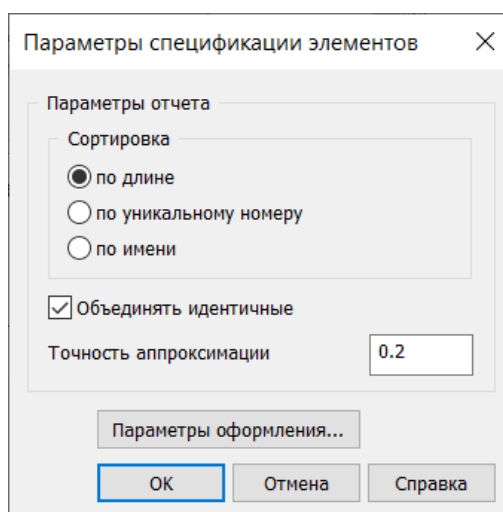 Параметры спецификации элементов
Параметры отчета
Сортировка
по длине
по уникальному номеру
по имени
Объединять идентичные
Точность аппроксимации 0.2
Параметры оформления...
ОК Отмена Справка